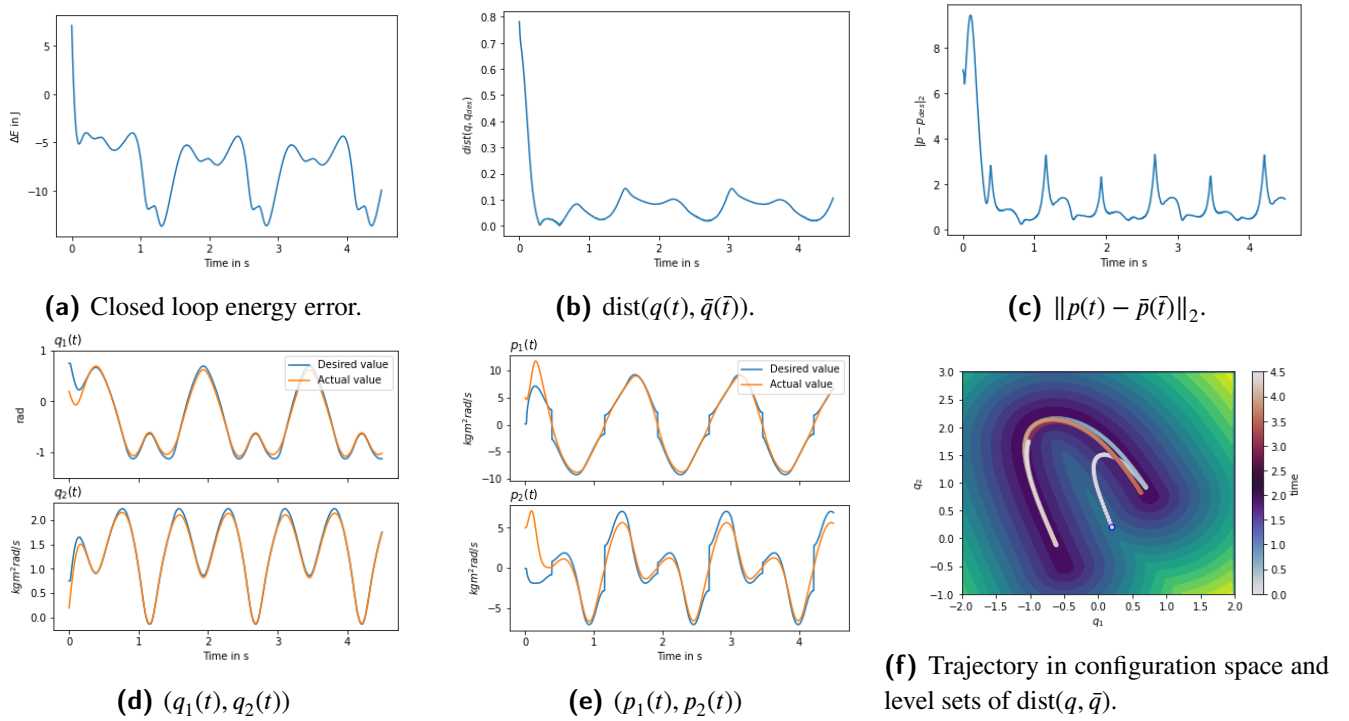 5
0
−5
−10
ΔE in J
0 1 2 3 4
Time in s
(a) Closed loop energy error.
0.8
0.7
0.6
0.5
0.4
0.3
0.2
0.1
0.0
dist(q, q_des)
0 1 2 3 4
Time in s
(b) dist(q(t), q̄(t̄)).
8
6
4
2
0
|p − p_des|₂
0 1 2 3 4
Time in s
(c) ‖p(t) − p̄(t̄)‖₂.
q₁(t)
1
0
-1
rad
Desired value
Actual value
q₂(t)
2.0
1.5
1.0
0.5
0.0
kgm²rad/s
0 1 2 3 4
Time in s
(d) (q₁(t), q₂(t))
p₁(t)
10
5
0
−5
−10
kgm²rad/s
Desired value
Actual value
p₂(t)
5
0
−5
kgm²rad/s
0 1 2 3 4
Time in s
(e) (p₁(t), p₂(t))
3.0
2.5
2.0
1.5
1.0
0.5
0.0
−0.5
−1.0
q₂
−2.0 −1.5 −1.0 −0.5 0.0 0.5 1.0 1.5 2.0
q₁
4.5
4.0
3.5
3.0
2.5
2.0
1.5
1.0
0.5
0.0
time
(f) Trajectory in configuration space and
level sets of dist(q, q̄).